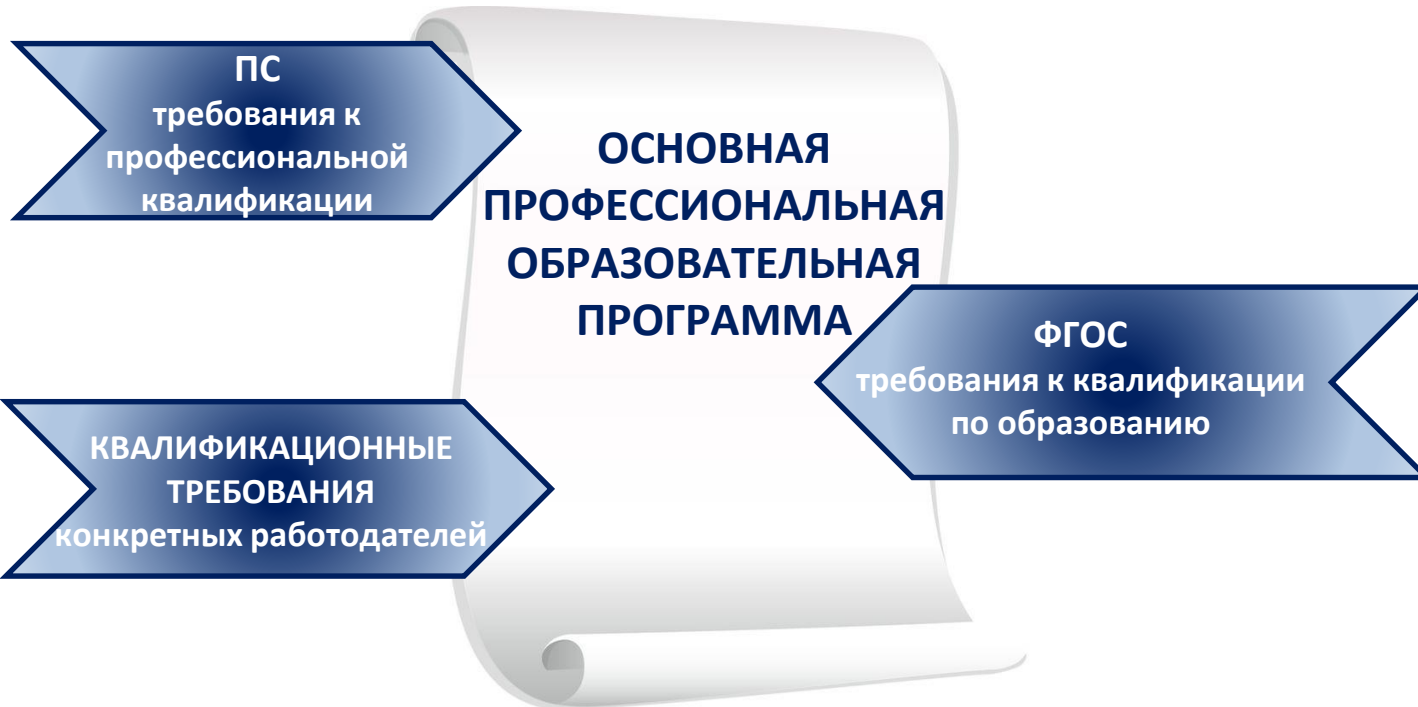 ПС
требования к
профессиональной
квалификации
ОСНОВНАЯ
ПРОФЕССИОНАЛЬНАЯ
ОБРАЗОВАТЕЛЬНАЯ
ПРОГРАММА
ФГОС
требования к квалификации
по образованию
КВАЛИФИКАЦИОННЫЕ
ТРЕБОВАНИЯ
конкретных работодателей